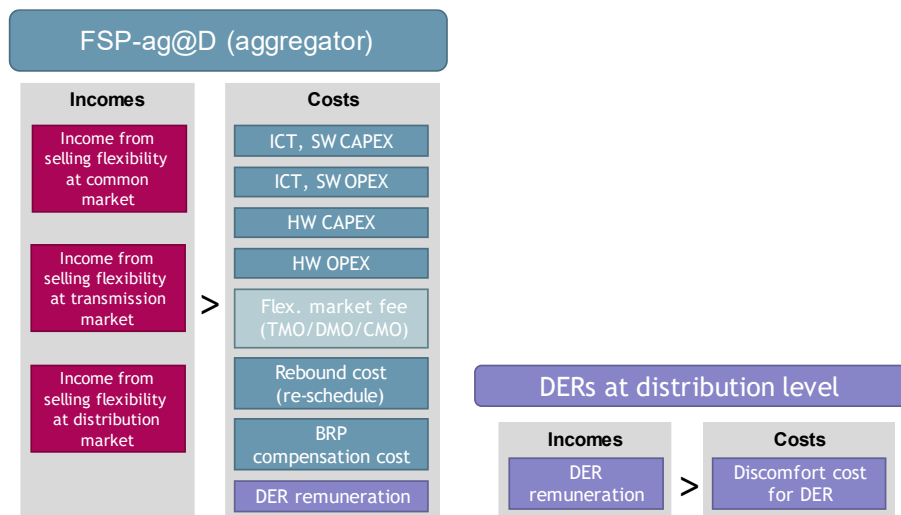 FSP-ag@D (aggregator)
Incomes
Income from
selling flexibility
at common
market
Income from
selling flexibility
at transmission
market
Income from
selling flexibility
at distribution
market
>
Costs
ICT, SW CAPEX
ICT, SW OPEX
HW CAPEX
HW OPEX
Flex. market fee
(TMO/DMO/CMO)
Rebound cost
(re-schedule)
BRP
compensation cost
DER remuneration
DERs at distribution level
Incomes
DER
remuneration
>
Costs
Discomfort cost
for DER